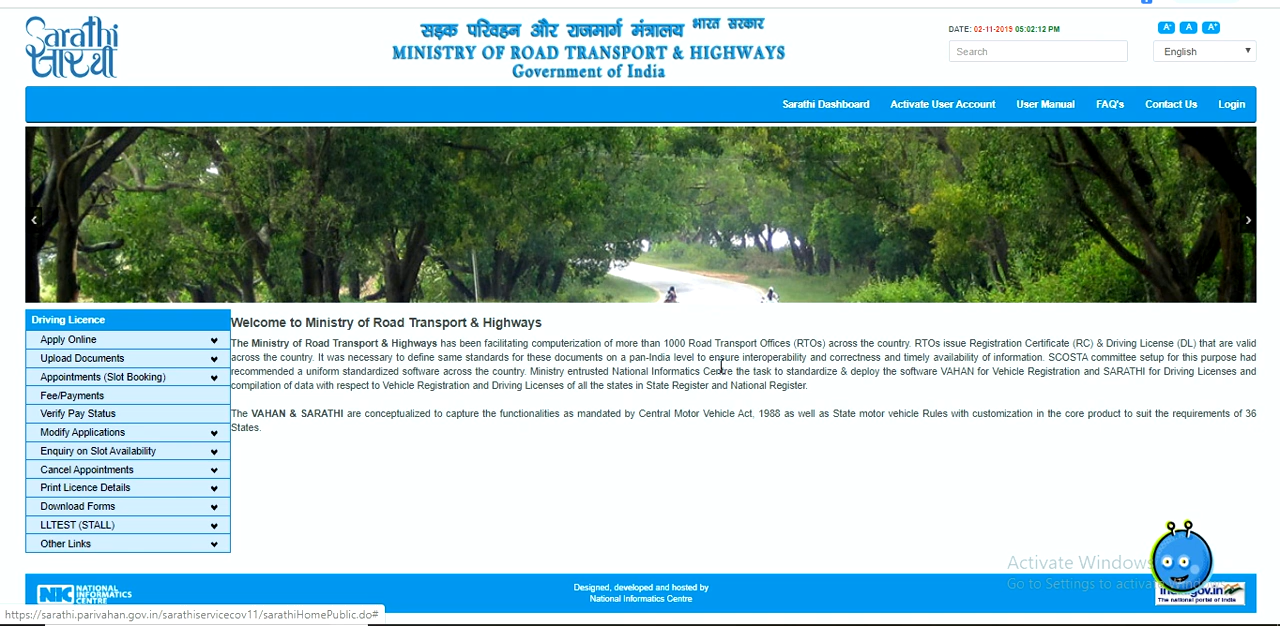 Sarathi
सारथी
सड़क परिवहन और राजमार्ग मंत्रालय भारत सरकार
MINISTRY OF ROAD TRANSPORT & HIGHWAYS
Government of India
DATE: 02-11-2019 05:02:12 PM
A- A A+
Search
English
Sarathi Dashboard Activate User Account User Manual FAQ's Contact Us Login
Driving Licence
Apply Online
Upload Documents
Appointments (Slot Booking)
Fee/Payments
Verify Pay Status
Modify Applications
Enquiry on Slot Availability
Cancel Appointments
Print Licence Details
Download Forms
LLTEST (STALL)
Other Links
Welcome to Ministry of Road Transport & Highways
The Ministry of Road Transport & Highways has been facilitating computerization of more than 1000 Road Transport Offices (RTOs) across the country. RTOs issue Registration Certificate (RC) & Driving License (DL) that are valid
across the country. It was necessary to define same standards for these documents on a pan-India level to ensure interoperability and correctness and timely availability of information. SCOSTA committee setup for this purpose had
recommended a uniform standardized software across the country. Ministry entrusted National Informatics Centre the task to standardize & deploy the software VAHAN for Vehicle Registration and SARATHI for Driving Licenses and
compilation of data with respect to Vehicle Registration and Driving Licenses of all the states in State Register and National Register.
The VAHAN & SARATHI are conceptualized to capture the functionalities as mandated by Central Motor Vehicle Act, 1988 as well as State motor vehicle Rules with customization in the core product to suit the requirements of 36
States.
Activate Windows
Go to Settings to activate
NIC NATIONAL
INFORMATICS
CENTRE
Designed, developed and hosted by
National Informatics Centre
The national portal of India
https://sarathi.parivahan.gov.in/sarathiservicecov11/sarathiHomePublic.do#